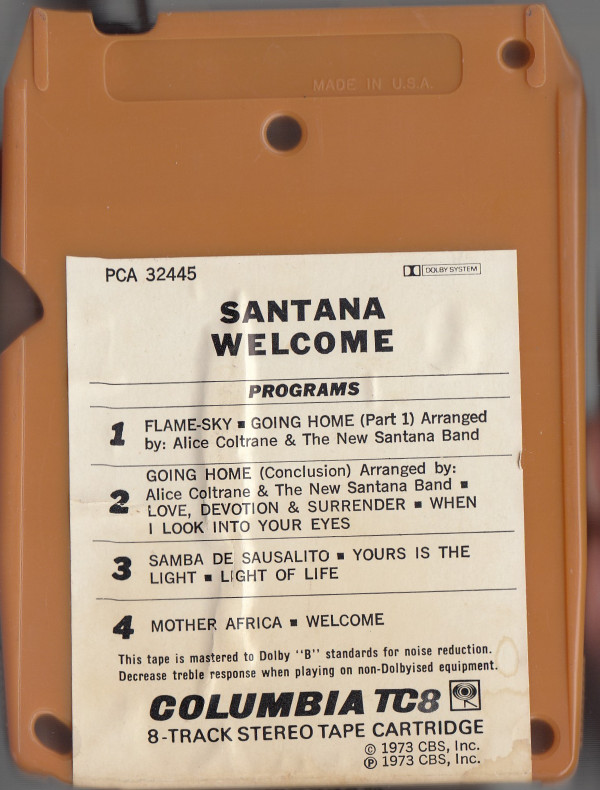 MADE IN U.S.A.
PCA 32445
DOLBY SYSTEM
SANTANA
WELCOME
PROGRAMS
1 FLAME-SKY ▪ GOING HOME (Part 1) Arranged
by: Alice Coltrane & The New Santana Band
GOING HOME (Conclusion) Arranged by:
2 Alice Coltrane & The New Santana Band ▪
LOVE, DEVOTION & SURRENDER ▪ WHEN
I LOOK INTO YOUR EYES
3 SAMBA DE SAUSALITO ▪ YOURS IS THE
LIGHT ▪ LIGHT OF LIFE
4 MOTHER AFRICA ▪ WELCOME
This tape is mastered to Dolby "B" standards for noise reduction.
Decrease treble response when playing on non-Dolbyised equipment.
COLUMBIA TC8
8-TRACK STEREO TAPE CARTRIDGE
© 1973 CBS, Inc.
℗ 1973 CBS, Inc.